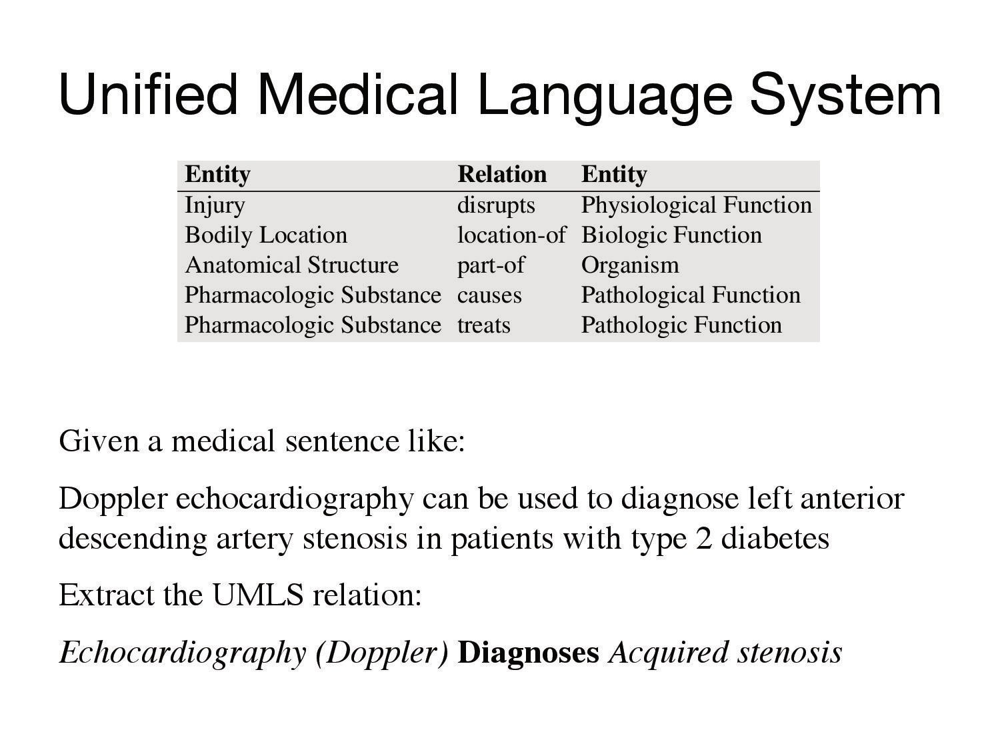 Unified Medical Language System
Entity Relation Entity
Injury disrupts Physiological Function
Bodily Location location-of Biologic Function
Anatomical Structure part-of Organism
Pharmacologic Substance causes Pathological Function
Pharmacologic Substance treats Pathologic Function
Given a medical sentence like:
Doppler echocardiography can be used to diagnose left anterior
descending artery stenosis in patients with type 2 diabetes
Extract the UMLS relation:
Echocardiography (Doppler) Diagnoses Acquired stenosis